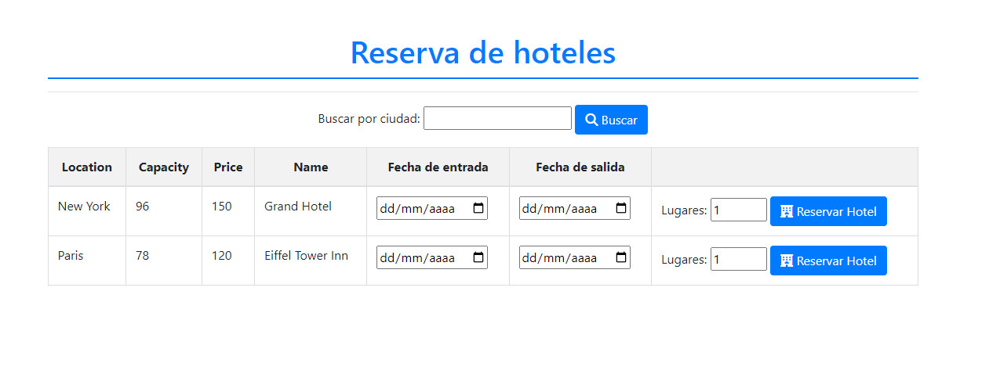 Reserva de hoteles
Buscar por ciudad: Buscar
Location Capacity Price Name Fecha de entrada Fecha de salida
New York 96 150 Grand Hotel dd/mm/aaaa dd/mm/aaaa Lugares: 1 Reservar Hotel
Paris 78 120 Eiffel Tower Inn dd/mm/aaaa dd/mm/aaaa Lugares: 1 Reservar Hotel